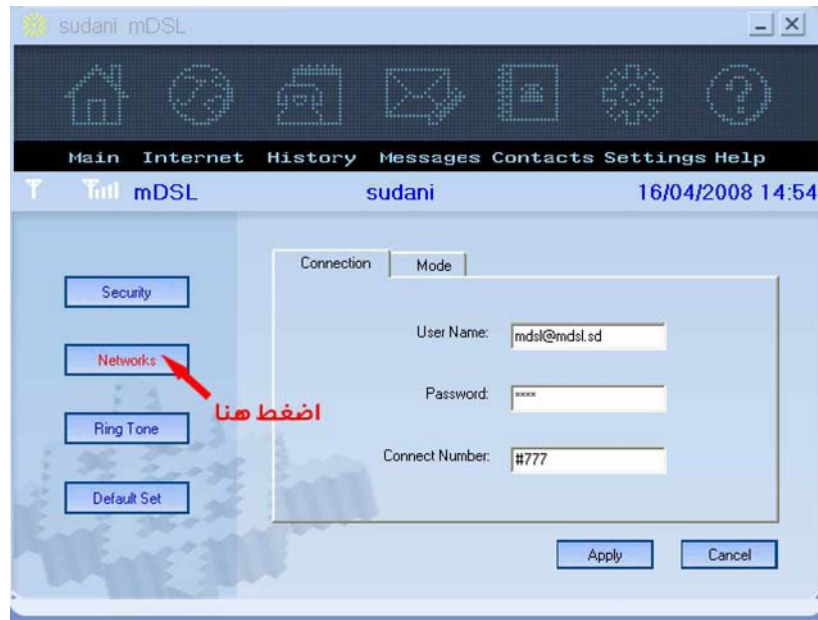 sudani mDSL
Main Internet History Messages Contacts Settings Help
mDSL sudani 16/04/2008 14:54
Connection Mode
Security
User Name: mdsl@mdsl.sd
Networks
اضغط هنا
Password: ****
Ring Tone
Connect Number: #777
Default Set
Apply Cancel